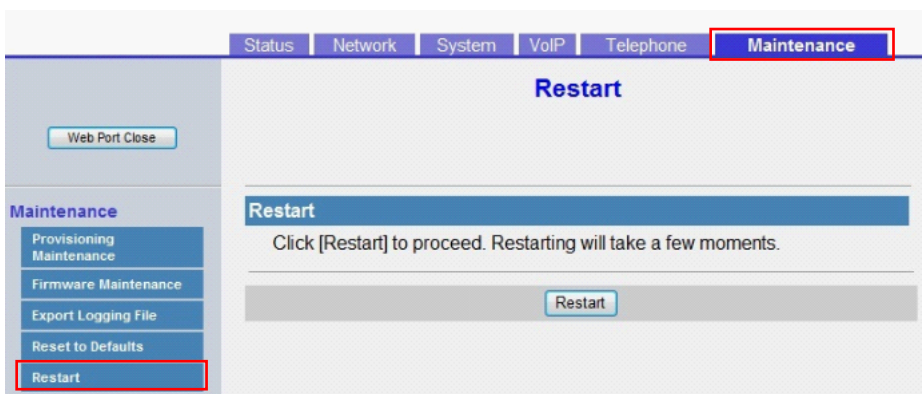 Status Network System VoIP Telephone Maintenance
Restart
Web Port Close
Maintenance
Provisioning
Maintenance
Firmware Maintenance
Export Logging File
Reset to Defaults
Restart
Restart
Click [Restart] to proceed. Restarting will take a few moments.
Restart